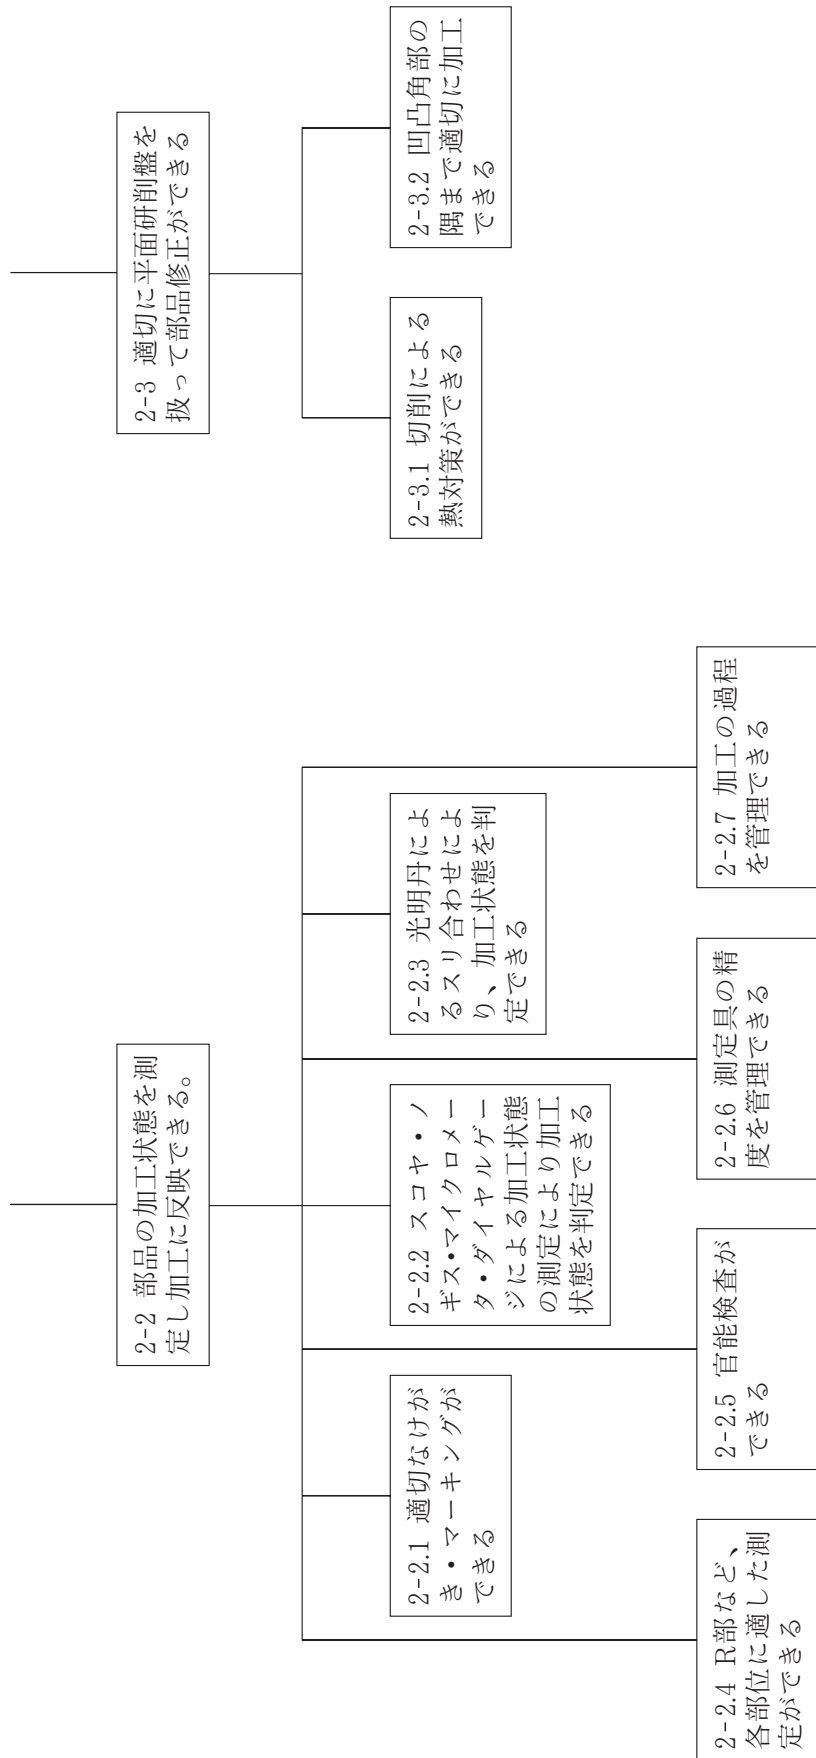 2-2 部品の加工状態を測
定し加工に反映できる。
2-2.1 適切なけが
き・マーキングが
できる
2-2.2 スコヤ・ノ
ギス・マイクロメー
タ・ダイヤルゲー
ジによる加工状態
の測定により加工
状態を判定できる
2-2.3 光明丹によ
るスリ合わせによ
り、加工状態を判
定できる
2-2.4 R部など、
各部位に適した測
定ができる
2-2.5 官能検査が
できる
2-2.6 測定具の精
度を管理できる
2-2.7 加工の過程
を管理できる
2-3 適切に平面研削盤を
扱って部品修正ができる
2-3.1 切削による
熱対策ができる
2-3.2 凹凸角部の
隅まで適切に加工
できる